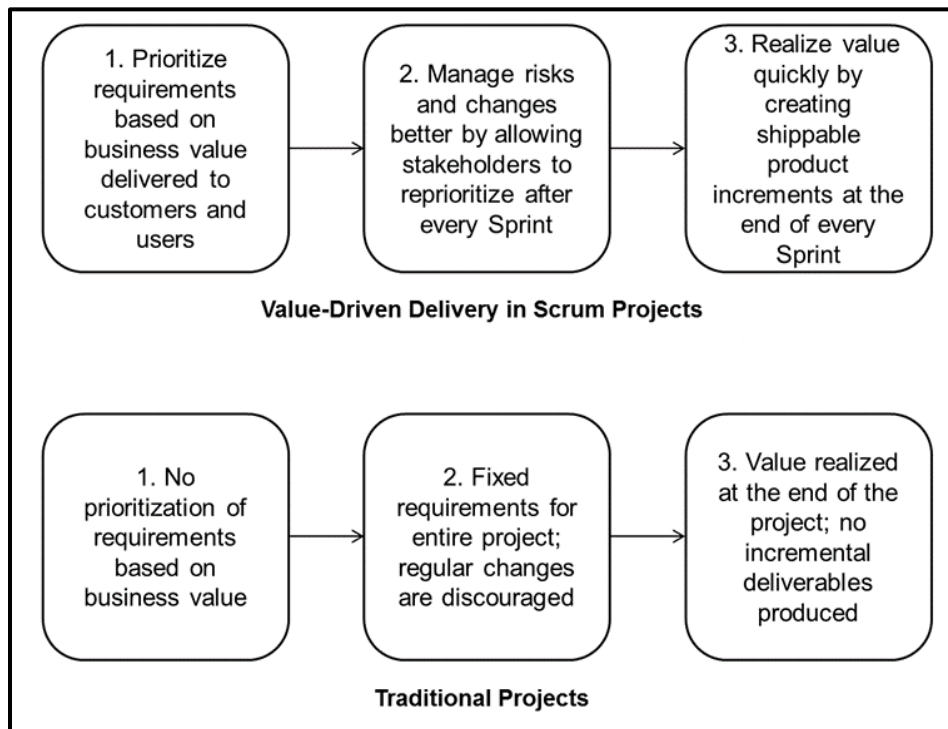 1. Prioritize
requirements
based on
business value
delivered to
customers and
users
2. Manage risks
and changes
better by allowing
stakeholders to
reprioritize after
every Sprint
3. Realize value
quickly by
creating
shippable
product
increments at the
end of every
Sprint
Value-Driven Delivery in Scrum Projects
1. No
prioritization of
requirements
based on
business value
2. Fixed
requirements for
entire project;
regular changes
are discouraged
3. Value realized
at the end of the
project; no
incremental
deliverables
produced
Traditional Projects